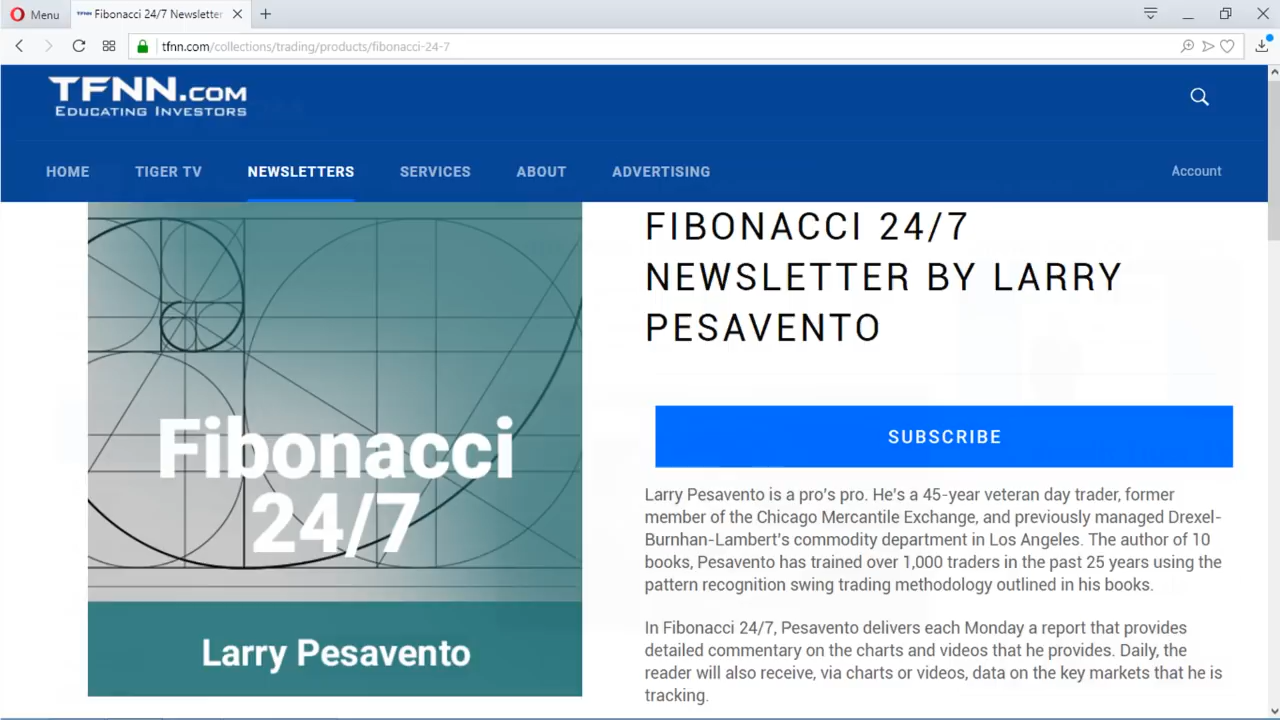 Menu
Fibonacci 24/7 Newsletter
tfnn.com/collections/trading/products/fibonacci-24-7
TFNN.COM
EDUCATING INVESTORS
HOME TIGER TV NEWSLETTERS SERVICES ABOUT ADVERTISING Account
Fibonacci
24/7
Larry Pesavento
FIBONACCI 24/7
NEWSLETTER BY LARRY
PESAVENTO
SUBSCRIBE
Larry Pesavento is a pro's pro. He's a 45-year veteran day trader, former
member of the Chicago Mercantile Exchange, and previously managed Drexel-
Burnhan-Lambert's commodity department in Los Angeles. The author of 10
books, Pesavento has trained over 1,000 traders in the past 25 years using the
pattern recognition swing trading methodology outlined in his books.
In Fibonacci 24/7, Pesavento delivers each Monday a report that provides
detailed commentary on the charts and videos that he provides. Daily, the
reader will also receive, via charts or videos, data on the key markets that he is
tracking.